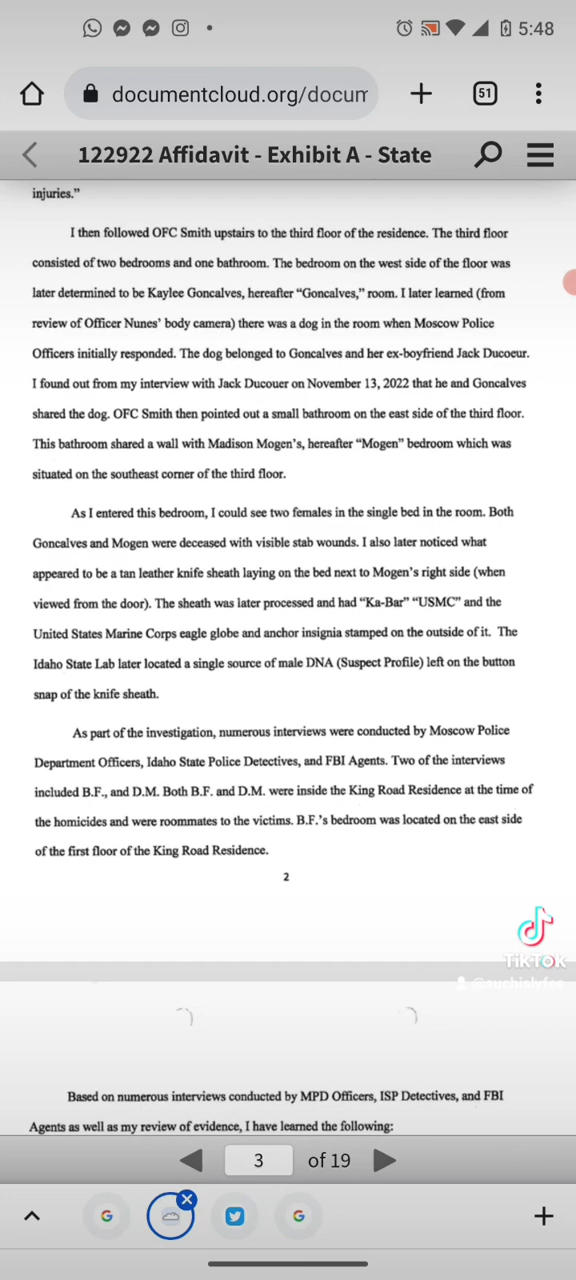 5:48
documentcloud.org/docum
51
122922 Affidavit - Exhibit A - State
injuries.”
I then followed OFC Smith upstairs to the third floor of the residence. The third floor
consisted of two bedrooms and one bathroom. The bedroom on the west side of the floor was
later determined to be Kaylee Goncalves, hereafter “Goncalves,” room. I later learned (from
review of Officer Nunes’ body camera) there was a dog in the room when Moscow Police
Officers initially responded. The dog belonged to Goncalves and her ex-boyfriend Jack Ducoeur.
I found out from my interview with Jack Ducouer on November 13, 2022 that he and Goncalves
shared the dog. OFC Smith then pointed out a small bathroom on the east side of the third floor.
This bathroom shared a wall with Madison Mogen’s, hereafter “Mogen” bedroom which was
situated on the southeast corner of the third floor.
As I entered this bedroom, I could see two females in the single bed in the room. Both
Goncalves and Mogen were deceased with visible stab wounds. I also later noticed what
appeared to be a tan leather knife sheath laying on the bed next to Mogen’s right side (when
viewed from the door). The sheath was later processed and had “Ka-Bar” “USMC” and the
United States Marine Corps eagle globe and anchor insignia stamped on the outside of it. The
Idaho State Lab later located a single source of male DNA (Suspect Profile) left on the button
snap of the knife sheath.
As part of the investigation, numerous interviews were conducted by Moscow Police
Department Officers, Idaho State Police Detectives, and FBI Agents. Two of the interviews
included B.F., and D.M. Both B.F. and D.M. were inside the King Road Residence at the time of
the homicides and were roommates to the victims. B.F.’s bedroom was located on the east side
of the first floor of the King Road Residence.
2
TikTok
Based on numerous interviews conducted by MPD Officers, ISP Detectives, and FBI
Agents as well as my review of evidence, I have learned the following:
3 of 19